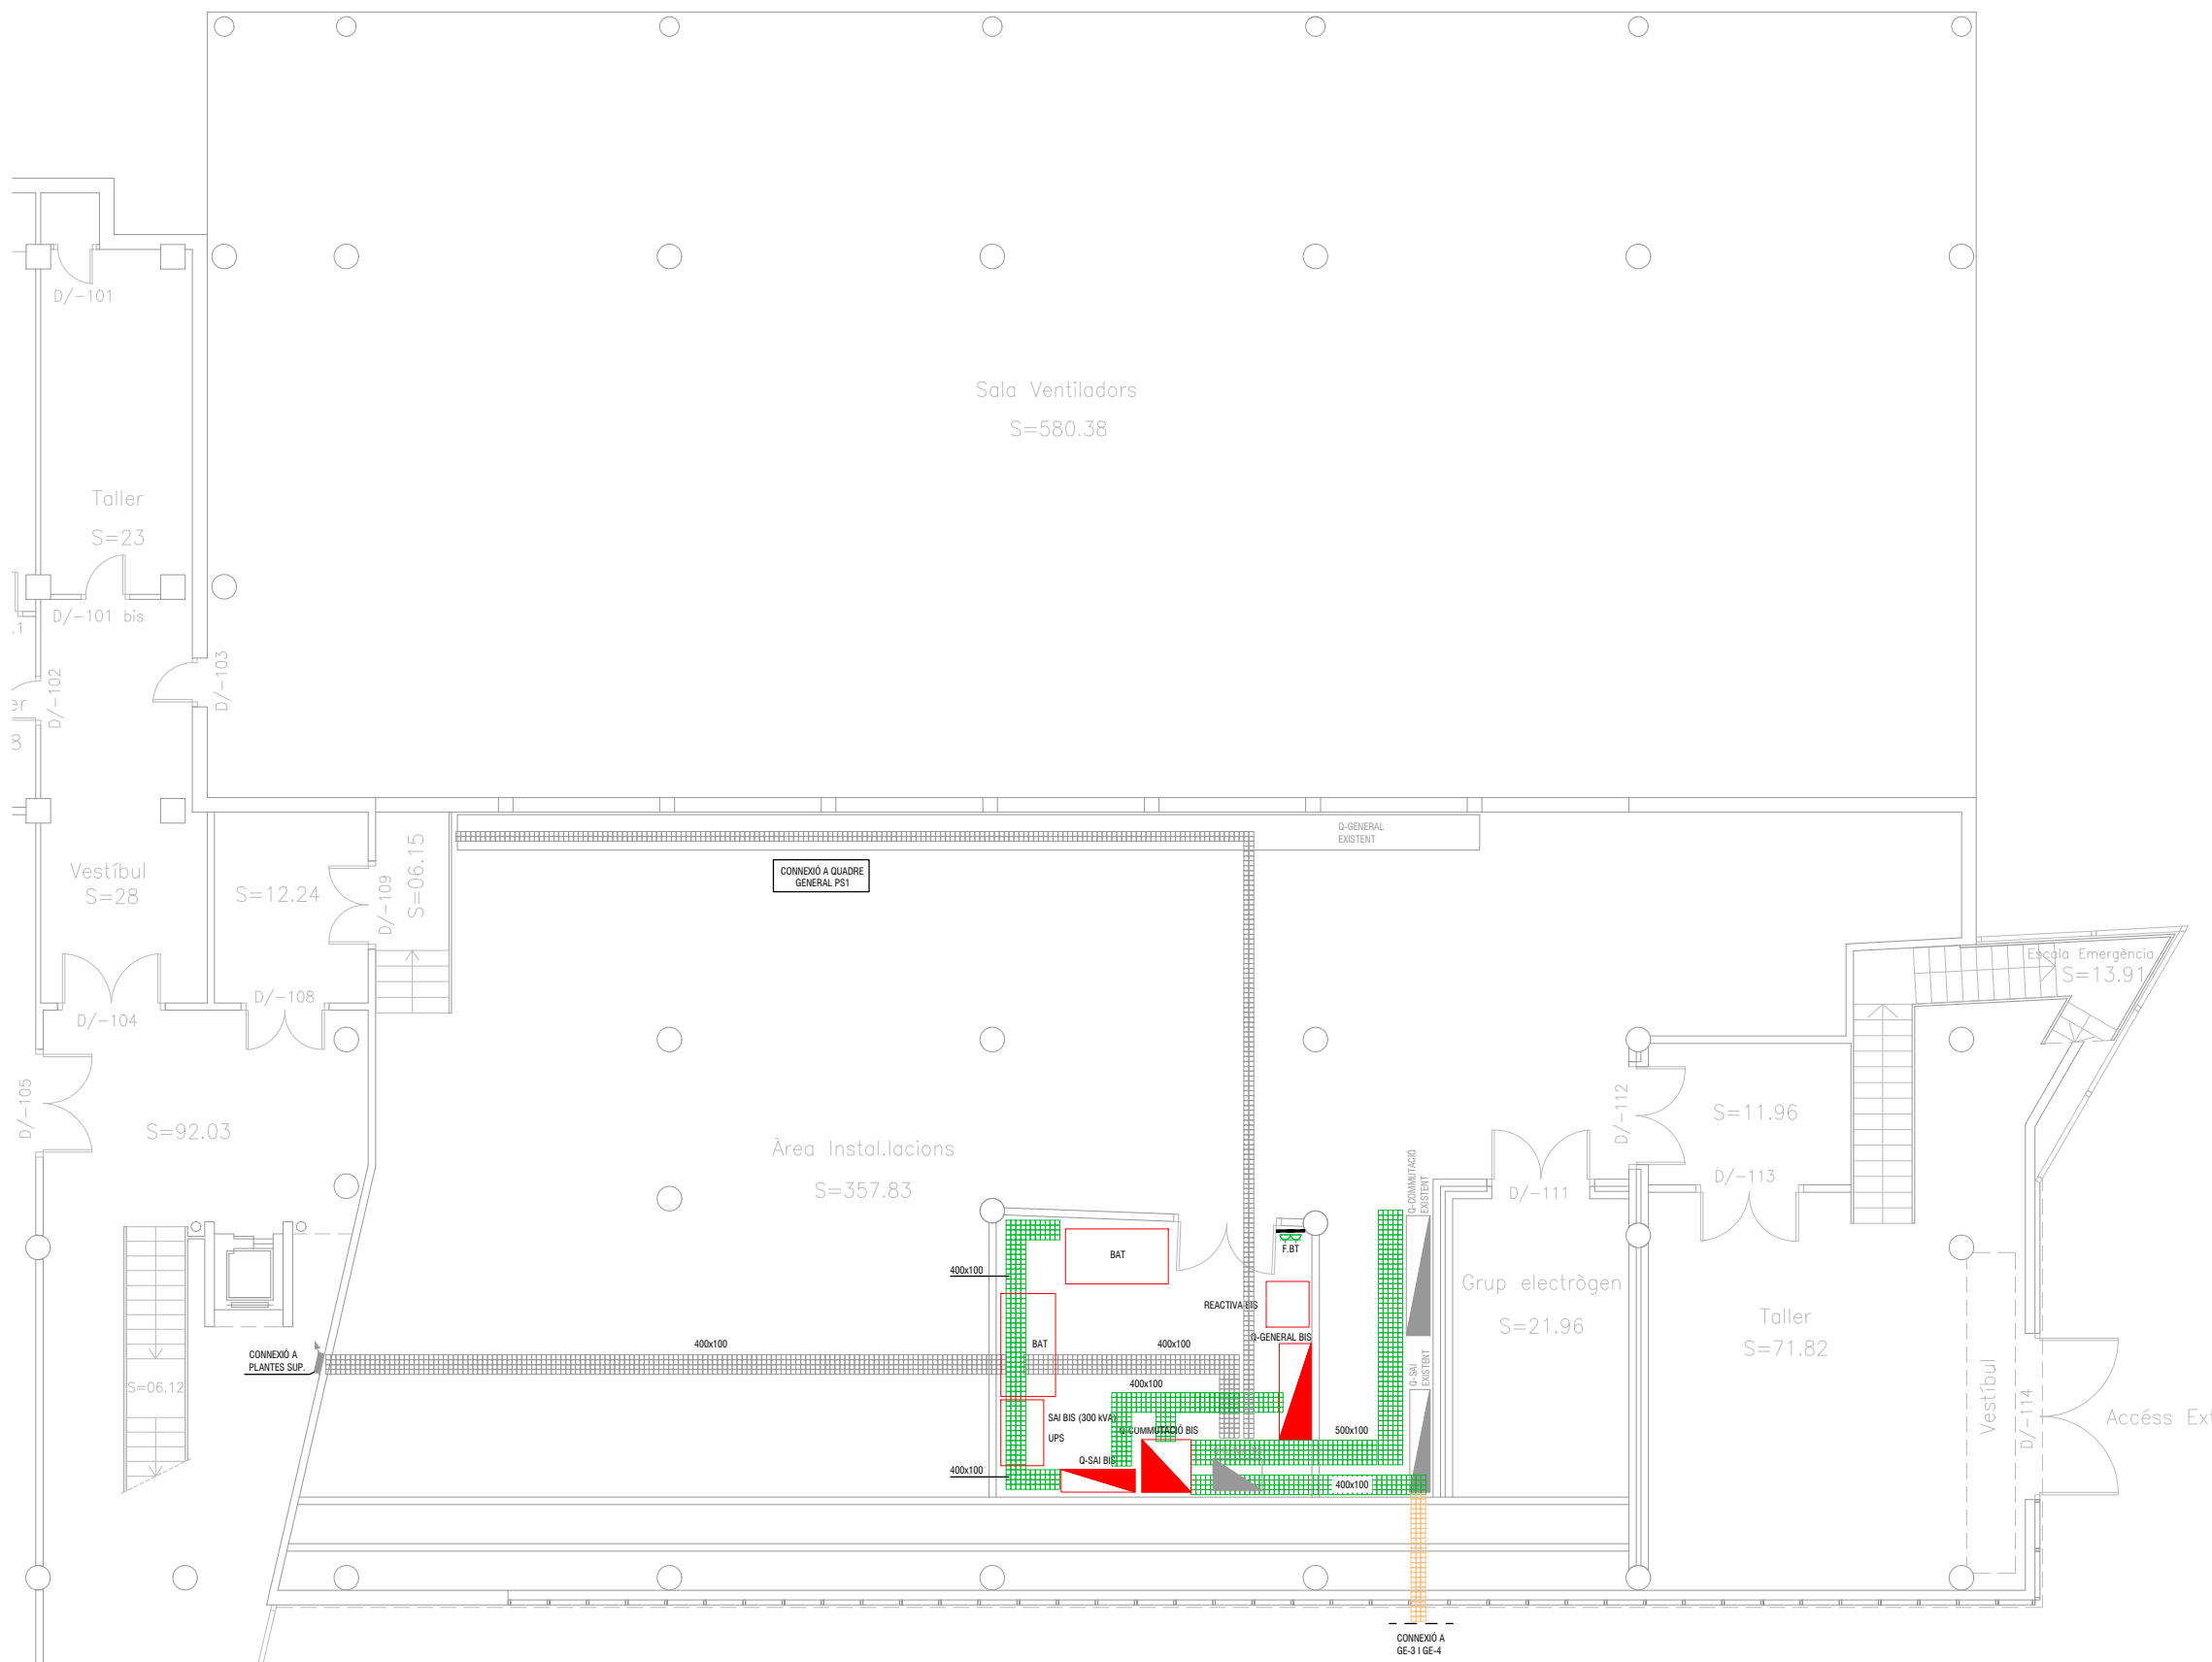 Sala Ventiladors
S=580.38
D/-101
Taller
S=23
D/-101 bis
.1
D/-102
D/-103
er
8
Q-GENERAL
EXISTENT
CONNEXIÓ A QUADRE
GENERAL PS1
Vestíbul
S=28
S=12.24
D/-109
S=06.15
D/-108
D/-104
Escala Emergència
S=13.91
D/-105
S=92.03
Àrea Instal.lacions
S=357.83
D/-112
S=11.96
D/-113
D/-111
Q-COMMUTACIÓ
EXISTENT
F.BT
BAT
400x100
REACTIVA BIS
Grup electrògen
S=21.96
Taller
S=71.82
Q-GENERAL BIS
400x100
BAT
400x100
CONNEXIÓ A
PLANTES SUP.
Q-SAI
EXISTENT
S=06.12
400x100
SAI BIS (300 kVA)
UPS
Q-COMMUTACIÓ BIS
500x100
Vestíbul
D/-114
Accéss Ext
Q-SAI BIS
400x100
400x100
CONNEXIÓ A
GE-3 I GE-4